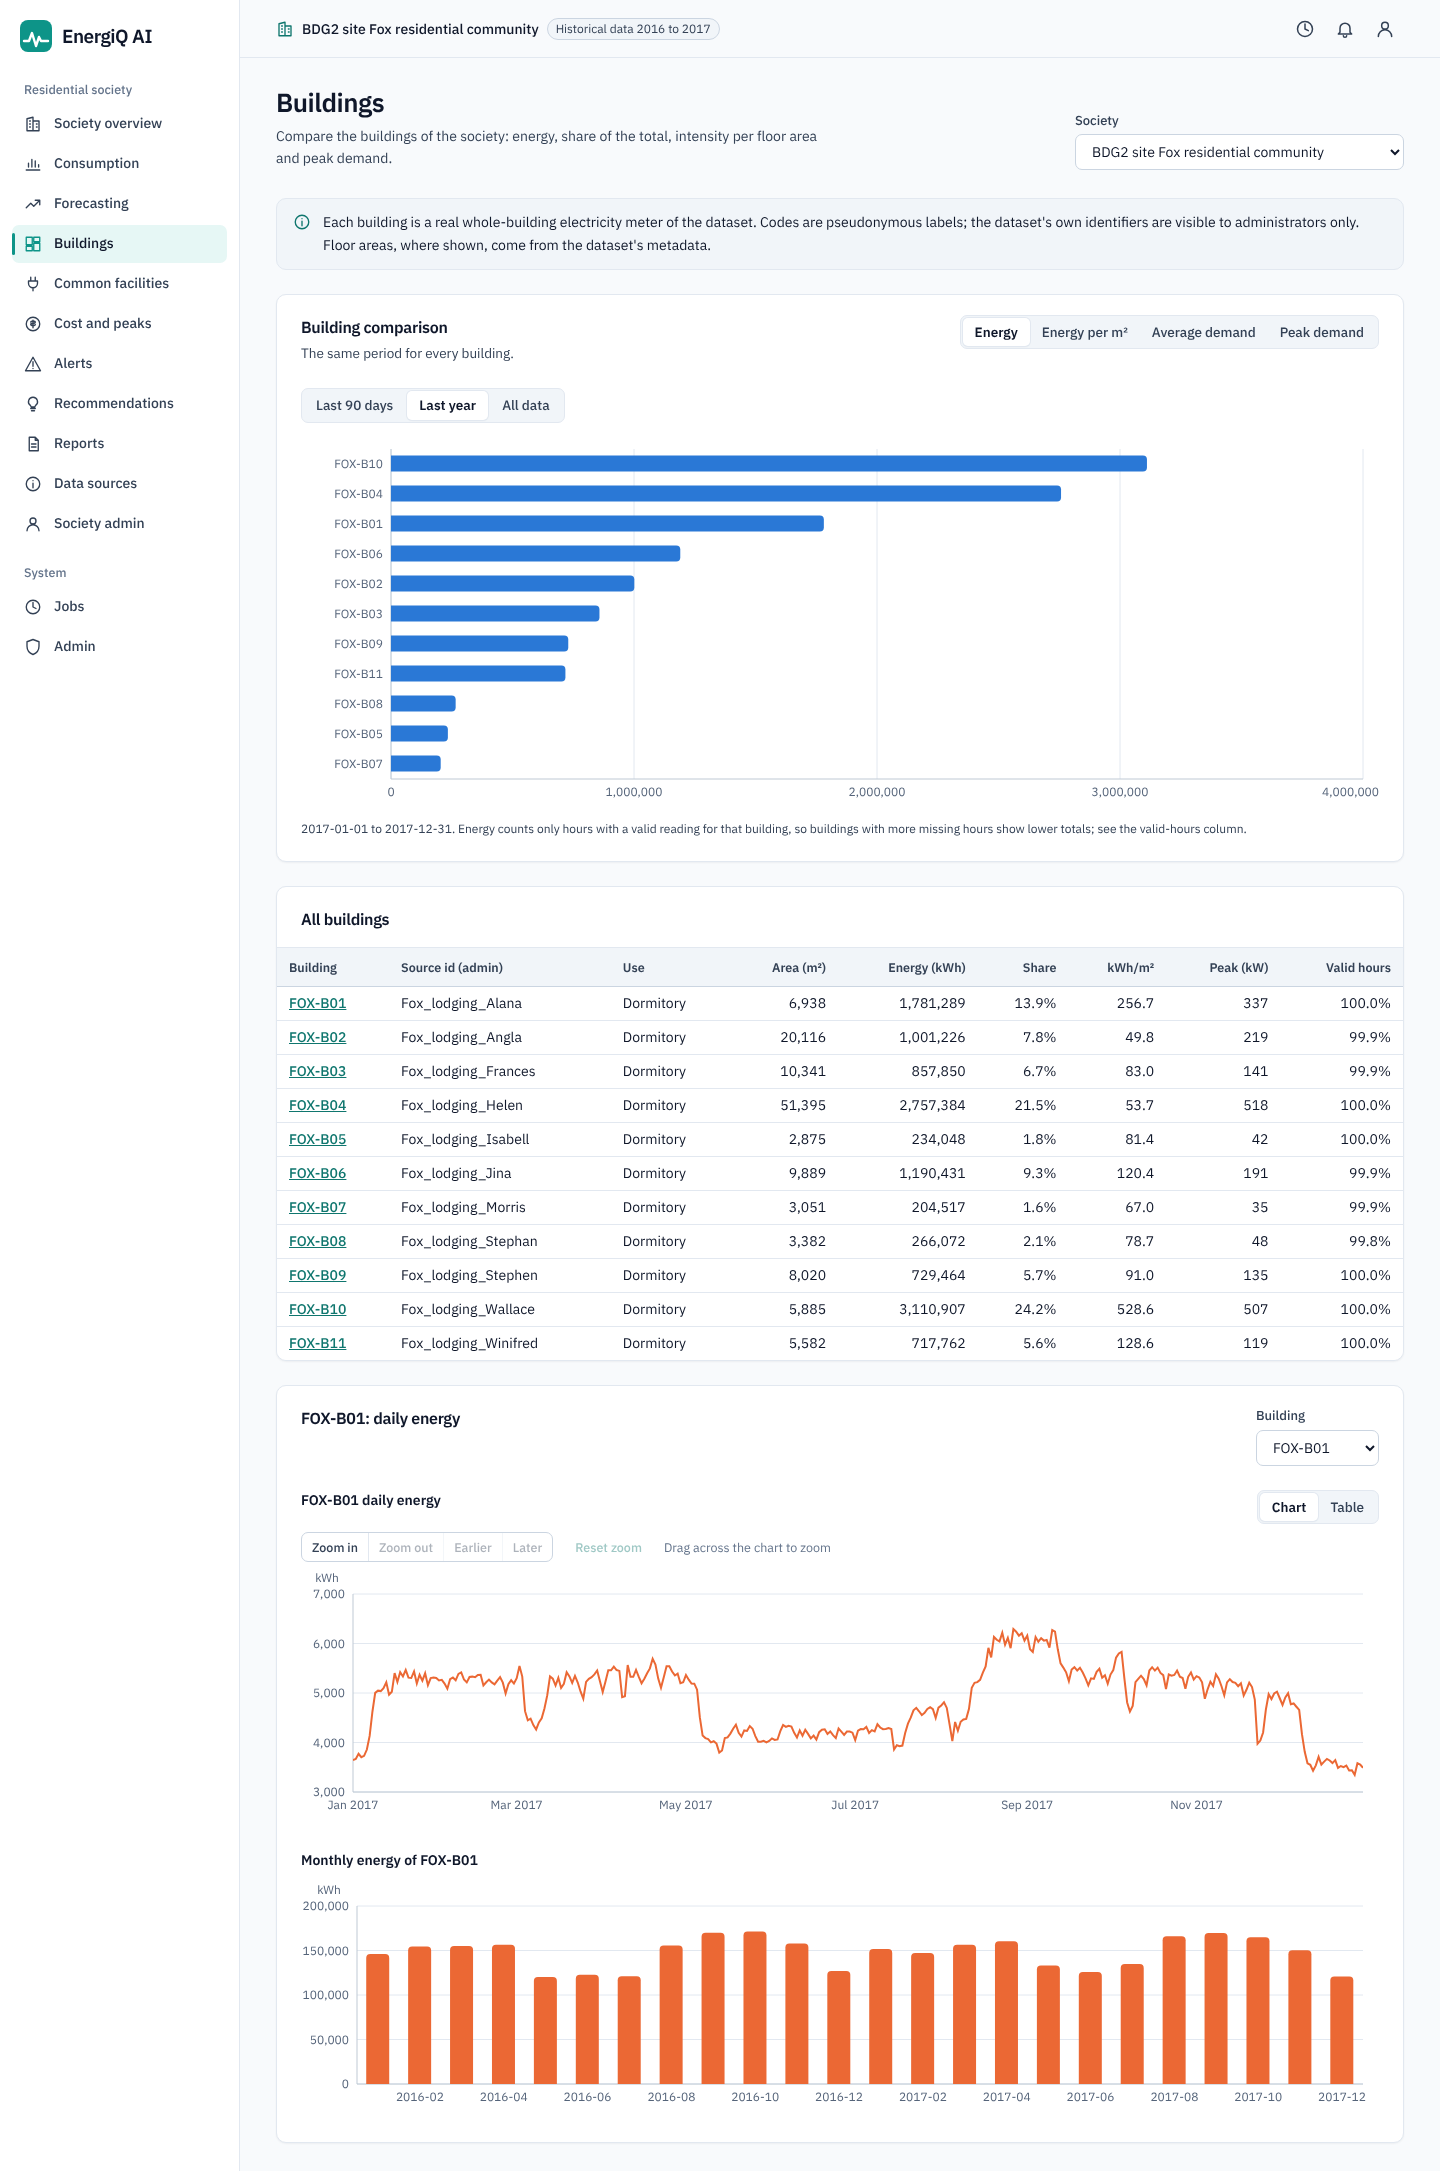 EnergiQ AI
BDG2 site Fox residential community
Historical data 2016 to 2017
Residential society
Society overview
Consumption
Forecasting
Buildings
Common facilities
Cost and peaks
Alerts
Recommendations
Reports
Data sources
Society admin
System
Jobs
Admin
Buildings
Compare the buildings of the society: energy, share of the total, intensity per floor area
and peak demand.
Society
BDG2 site Fox residential community
Each building is a real whole-building electricity meter of the dataset. Codes are pseudonymous labels; the dataset's own identifiers are visible to administrators only.
Floor areas, where shown, come from the dataset's metadata.
Building comparison
The same period for every building.
Energy Energy per m² Average demand Peak demand
Last 90 days Last year All data
FOX-B10
FOX-B04
FOX-B01
FOX-B06
FOX-B02
FOX-B03
FOX-B09
FOX-B11
FOX-B08
FOX-B05
FOX-B07
0 1,000,000 2,000,000 3,000,000 4,000,000
2017-01-01 to 2017-12-31. Energy counts only hours with a valid reading for that building, so buildings with more missing hours show lower totals; see the valid-hours column.
All buildings
Building Source id (admin) Use Area (m²) Energy (kWh) Share kWh/m² Peak (kW) Valid hours
FOX-B01 Fox_lodging_Alana Dormitory 6,938 1,781,289 13.9% 256.7 337 100.0%
FOX-B02 Fox_lodging_Angla Dormitory 20,116 1,001,226 7.8% 49.8 219 99.9%
FOX-B03 Fox_lodging_Frances Dormitory 10,341 857,850 6.7% 83.0 141 99.9%
FOX-B04 Fox_lodging_Helen Dormitory 51,395 2,757,384 21.5% 53.7 518 100.0%
FOX-B05 Fox_lodging_Isabell Dormitory 2,875 234,048 1.8% 81.4 42 100.0%
FOX-B06 Fox_lodging_Jina Dormitory 9,889 1,190,431 9.3% 120.4 191 99.9%
FOX-B07 Fox_lodging_Morris Dormitory 3,051 204,517 1.6% 67.0 35 99.9%
FOX-B08 Fox_lodging_Stephan Dormitory 3,382 266,072 2.1% 78.7 48 99.8%
FOX-B09 Fox_lodging_Stephen Dormitory 8,020 729,464 5.7% 91.0 135 100.0%
FOX-B10 Fox_lodging_Wallace Dormitory 5,885 3,110,907 24.2% 528.6 507 100.0%
FOX-B11 Fox_lodging_Winifred Dormitory 5,582 717,762 5.6% 128.6 119 100.0%
FOX-B01: daily energy
Building
FOX-B01
FOX-B01 daily energy
Chart Table
Zoom in Zoom out Earlier Later Reset zoom Drag across the chart to zoom
kWh
7,000
6,000
5,000
4,000
3,000
Jan 2017 Mar 2017 May 2017 Jul 2017 Sep 2017 Nov 2017
Monthly energy of FOX-B01
kWh
200,000
150,000
100,000
50,000
0
2016-02 2016-04 2016-06 2016-08 2016-10 2016-12 2017-02 2017-04 2017-06 2017-08 2017-10 2017-12